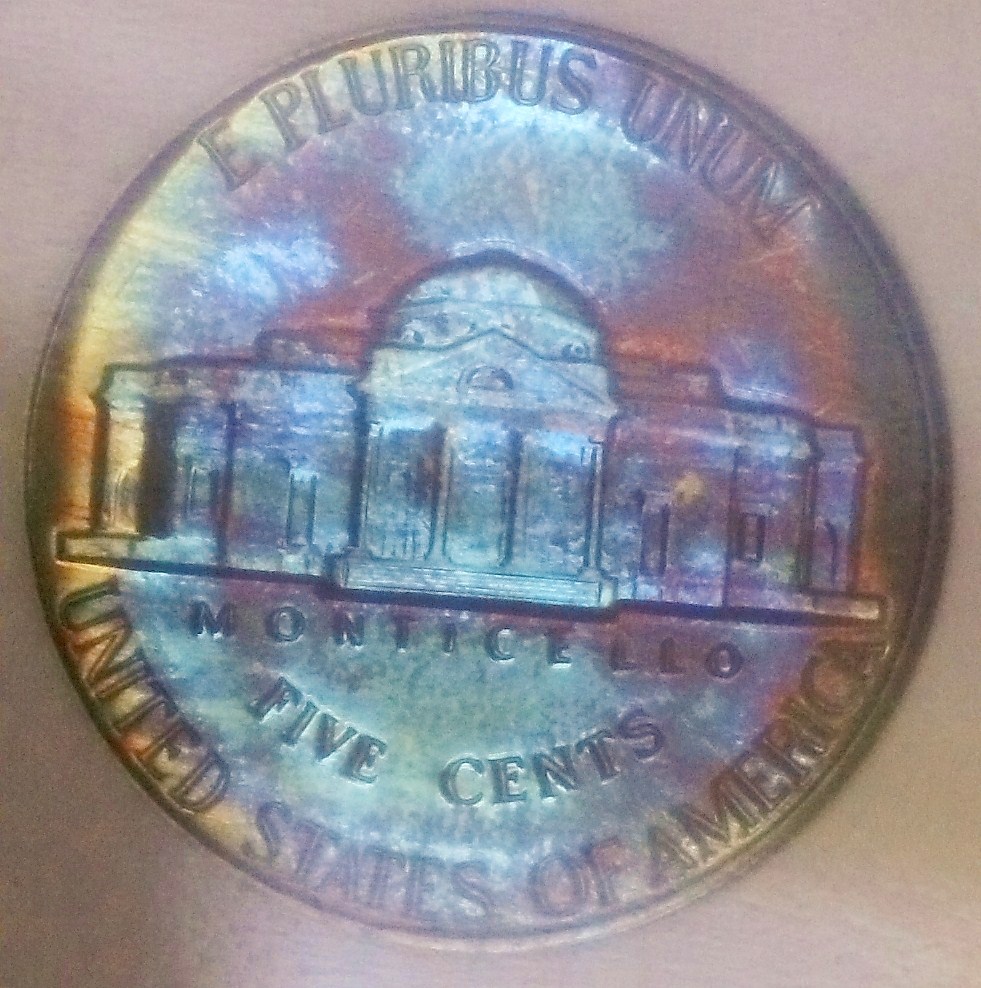 E PLURIBUS UNUM
MONTICELLO
FIVE CENTS
UNITED STATES OF AMERICA